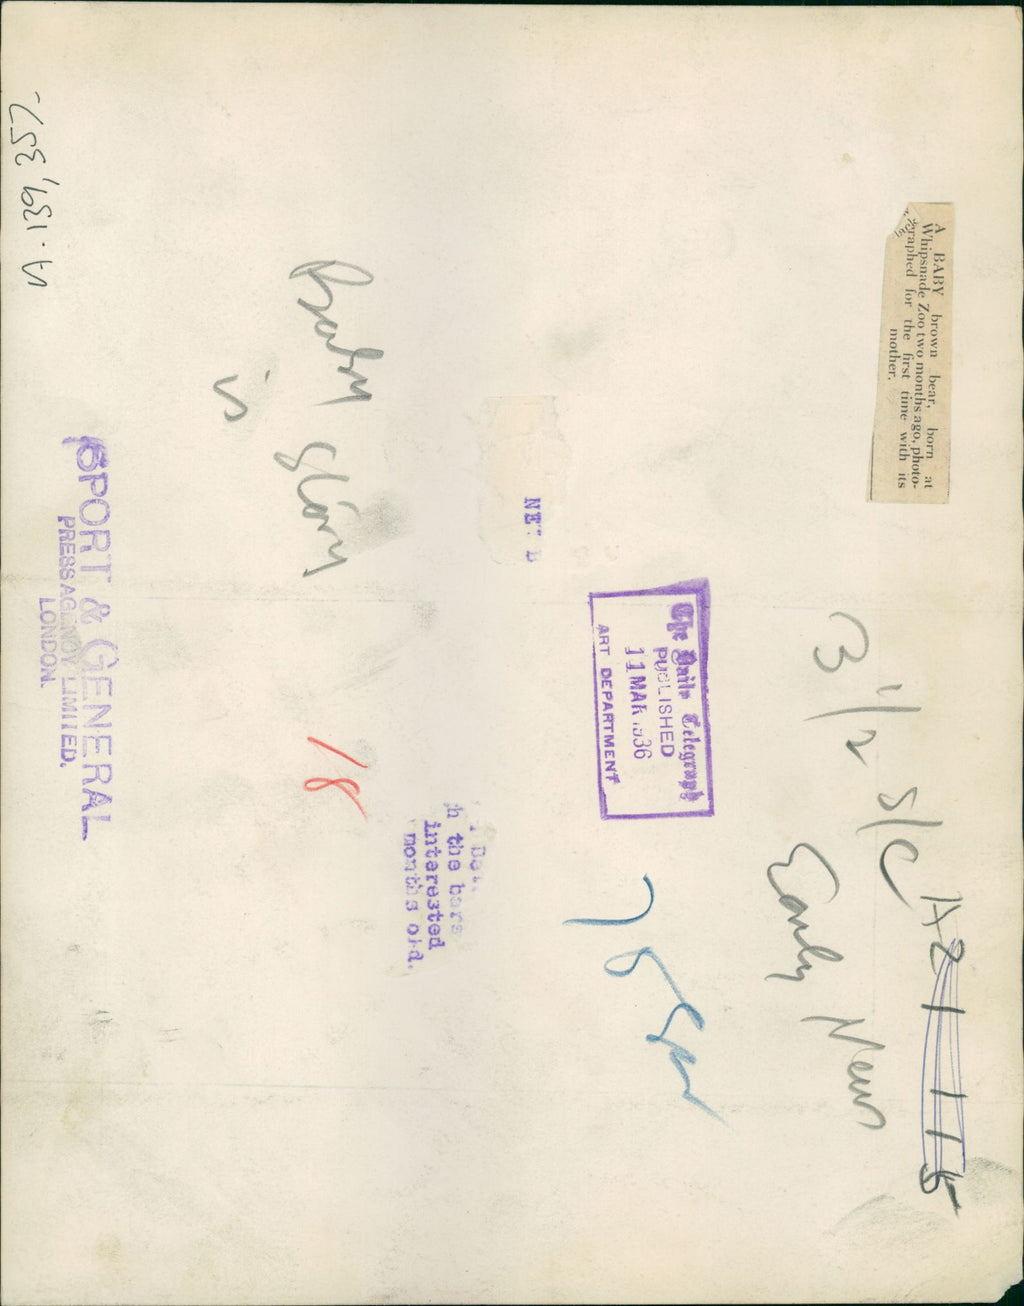 A BABY brown bear, born at
Whipsnade Zoo two months ago, photo-
graphed for the first time with its
mother.
3 1/2 s/c
Early News
The Daily Telegraph
PUBLISHED
11 MAR 1936
ART DEPARTMENT
h the bars
interested
months old.
Baby
is
18
SPORT & GENERAL
PRESS AGENCY LIMITED.
LONDON.